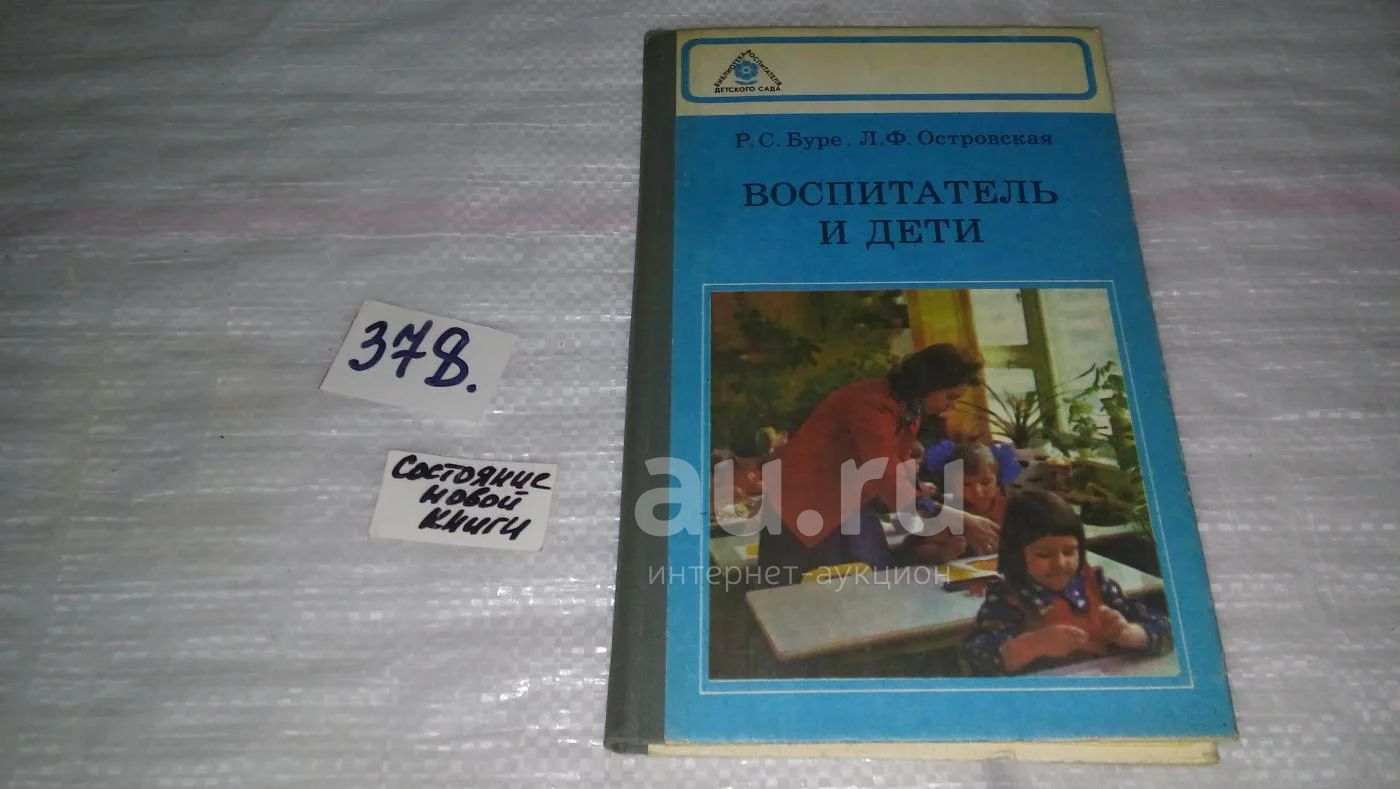 БИБЛИОТЕКА ВОСПИТАТЕЛЯ
ДЕТСКОГО САДА
Р. С. Буре. Л. Ф. Островская
ВОСПИТАТЕЛЬ
И ДЕТИ
378.
Состояние
новой
книги
au.ru
интернет-аукцион